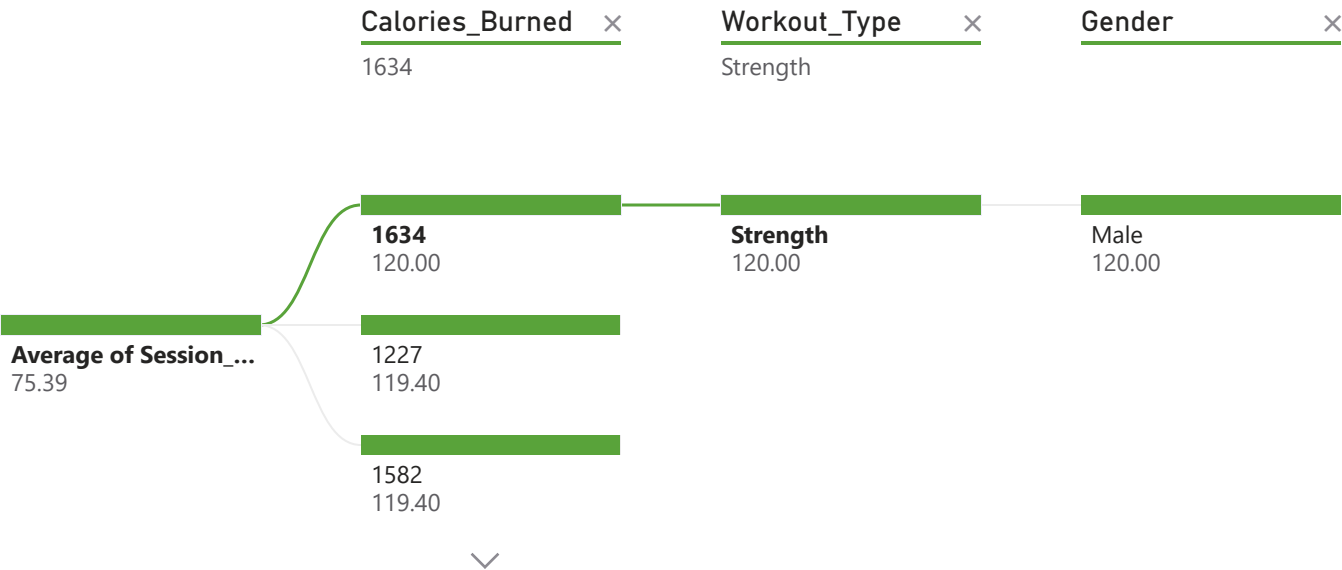 Calories_Burned
Workout_Type
Gender
1634
Strength
1634
120.00
Strength
120.00
Male
120.00
Average of Session_...
75.39
1227
119.40
1582
119.40